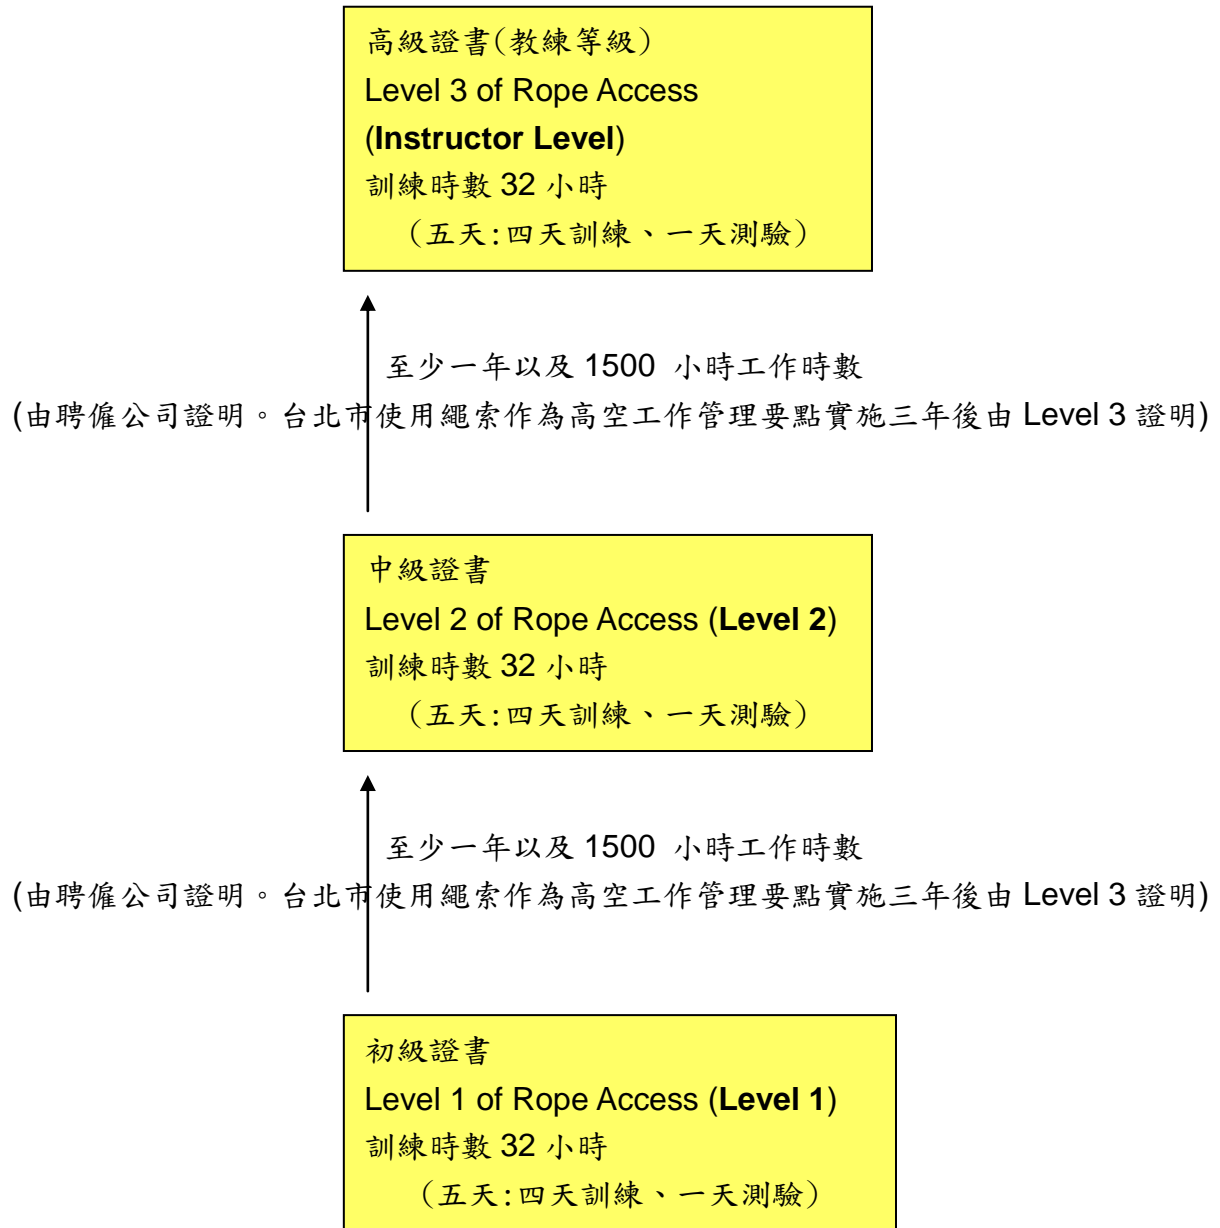 高級證書(教練等級)
Level 3 of Rope Access
(Instructor Level)
訓練時數 32 小時
(五天:四天訓練、一天測驗)
至少一年以及 1500 小時工作時數
(由聘僱公司證明。台北市使用繩索作為高空工作管理要點實施三年後由 Level 3 證明)
中級證書
Level 2 of Rope Access (Level 2)
訓練時數 32 小時
(五天:四天訓練、一天測驗)
至少一年以及 1500 小時工作時數
(由聘僱公司證明。台北市使用繩索作為高空工作管理要點實施三年後由 Level 3 證明)
初級證書
Level 1 of Rope Access (Level 1)
訓練時數 32 小時
(五天:四天訓練、一天測驗)